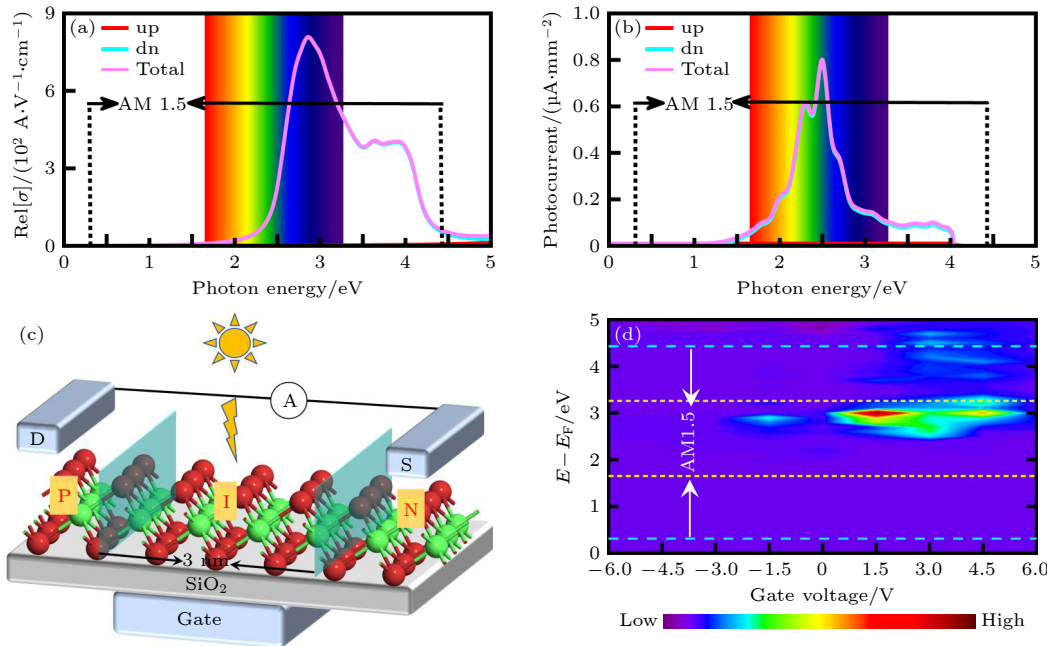 (a)
up
dn
Total
AM 1.5
Rel[σ]/(10² A·V⁻¹·cm⁻¹)
9
6
3
0
0 1 2 3 4 5
Photon energy/eV
(b)
up
dn
Total
AM 1.5
Photocurrent/(μA·mm⁻²)
1.0
0.8
0.6
0.4
0.2
0
0 1 2 3 4 5
Photon energy/eV
(c)
A
D
S
P
I
N
3 nm
SiO₂
Gate
(d)
AM1.5
E−E_F/eV
5
4
3
2
1
0
−6.0 −4.5 −3.0 −1.5 0 1.5 3.0 4.5 6.0
Gate voltage/V
Low High